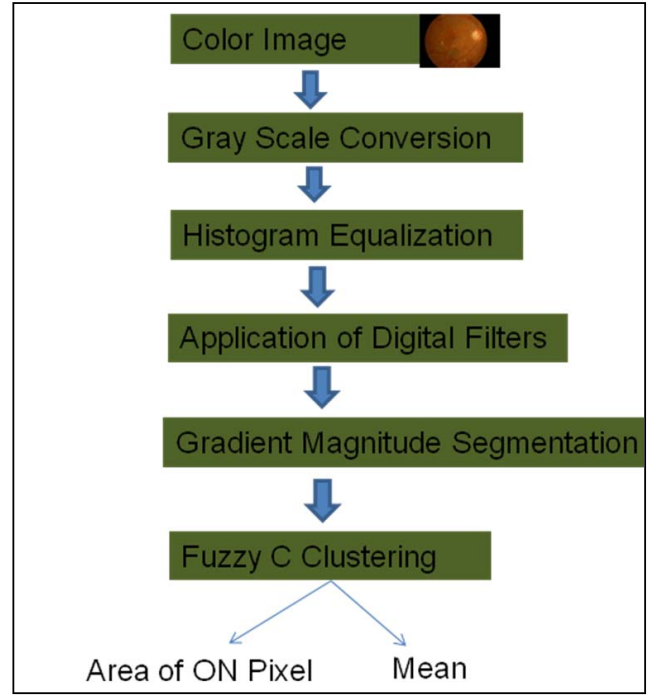 Color Image
Gray Scale Conversion
Histogram Equalization
Application of Digital Filters
Gradient Magnitude Segmentation
Fuzzy C Clustering
Area of ON Pixel
Mean